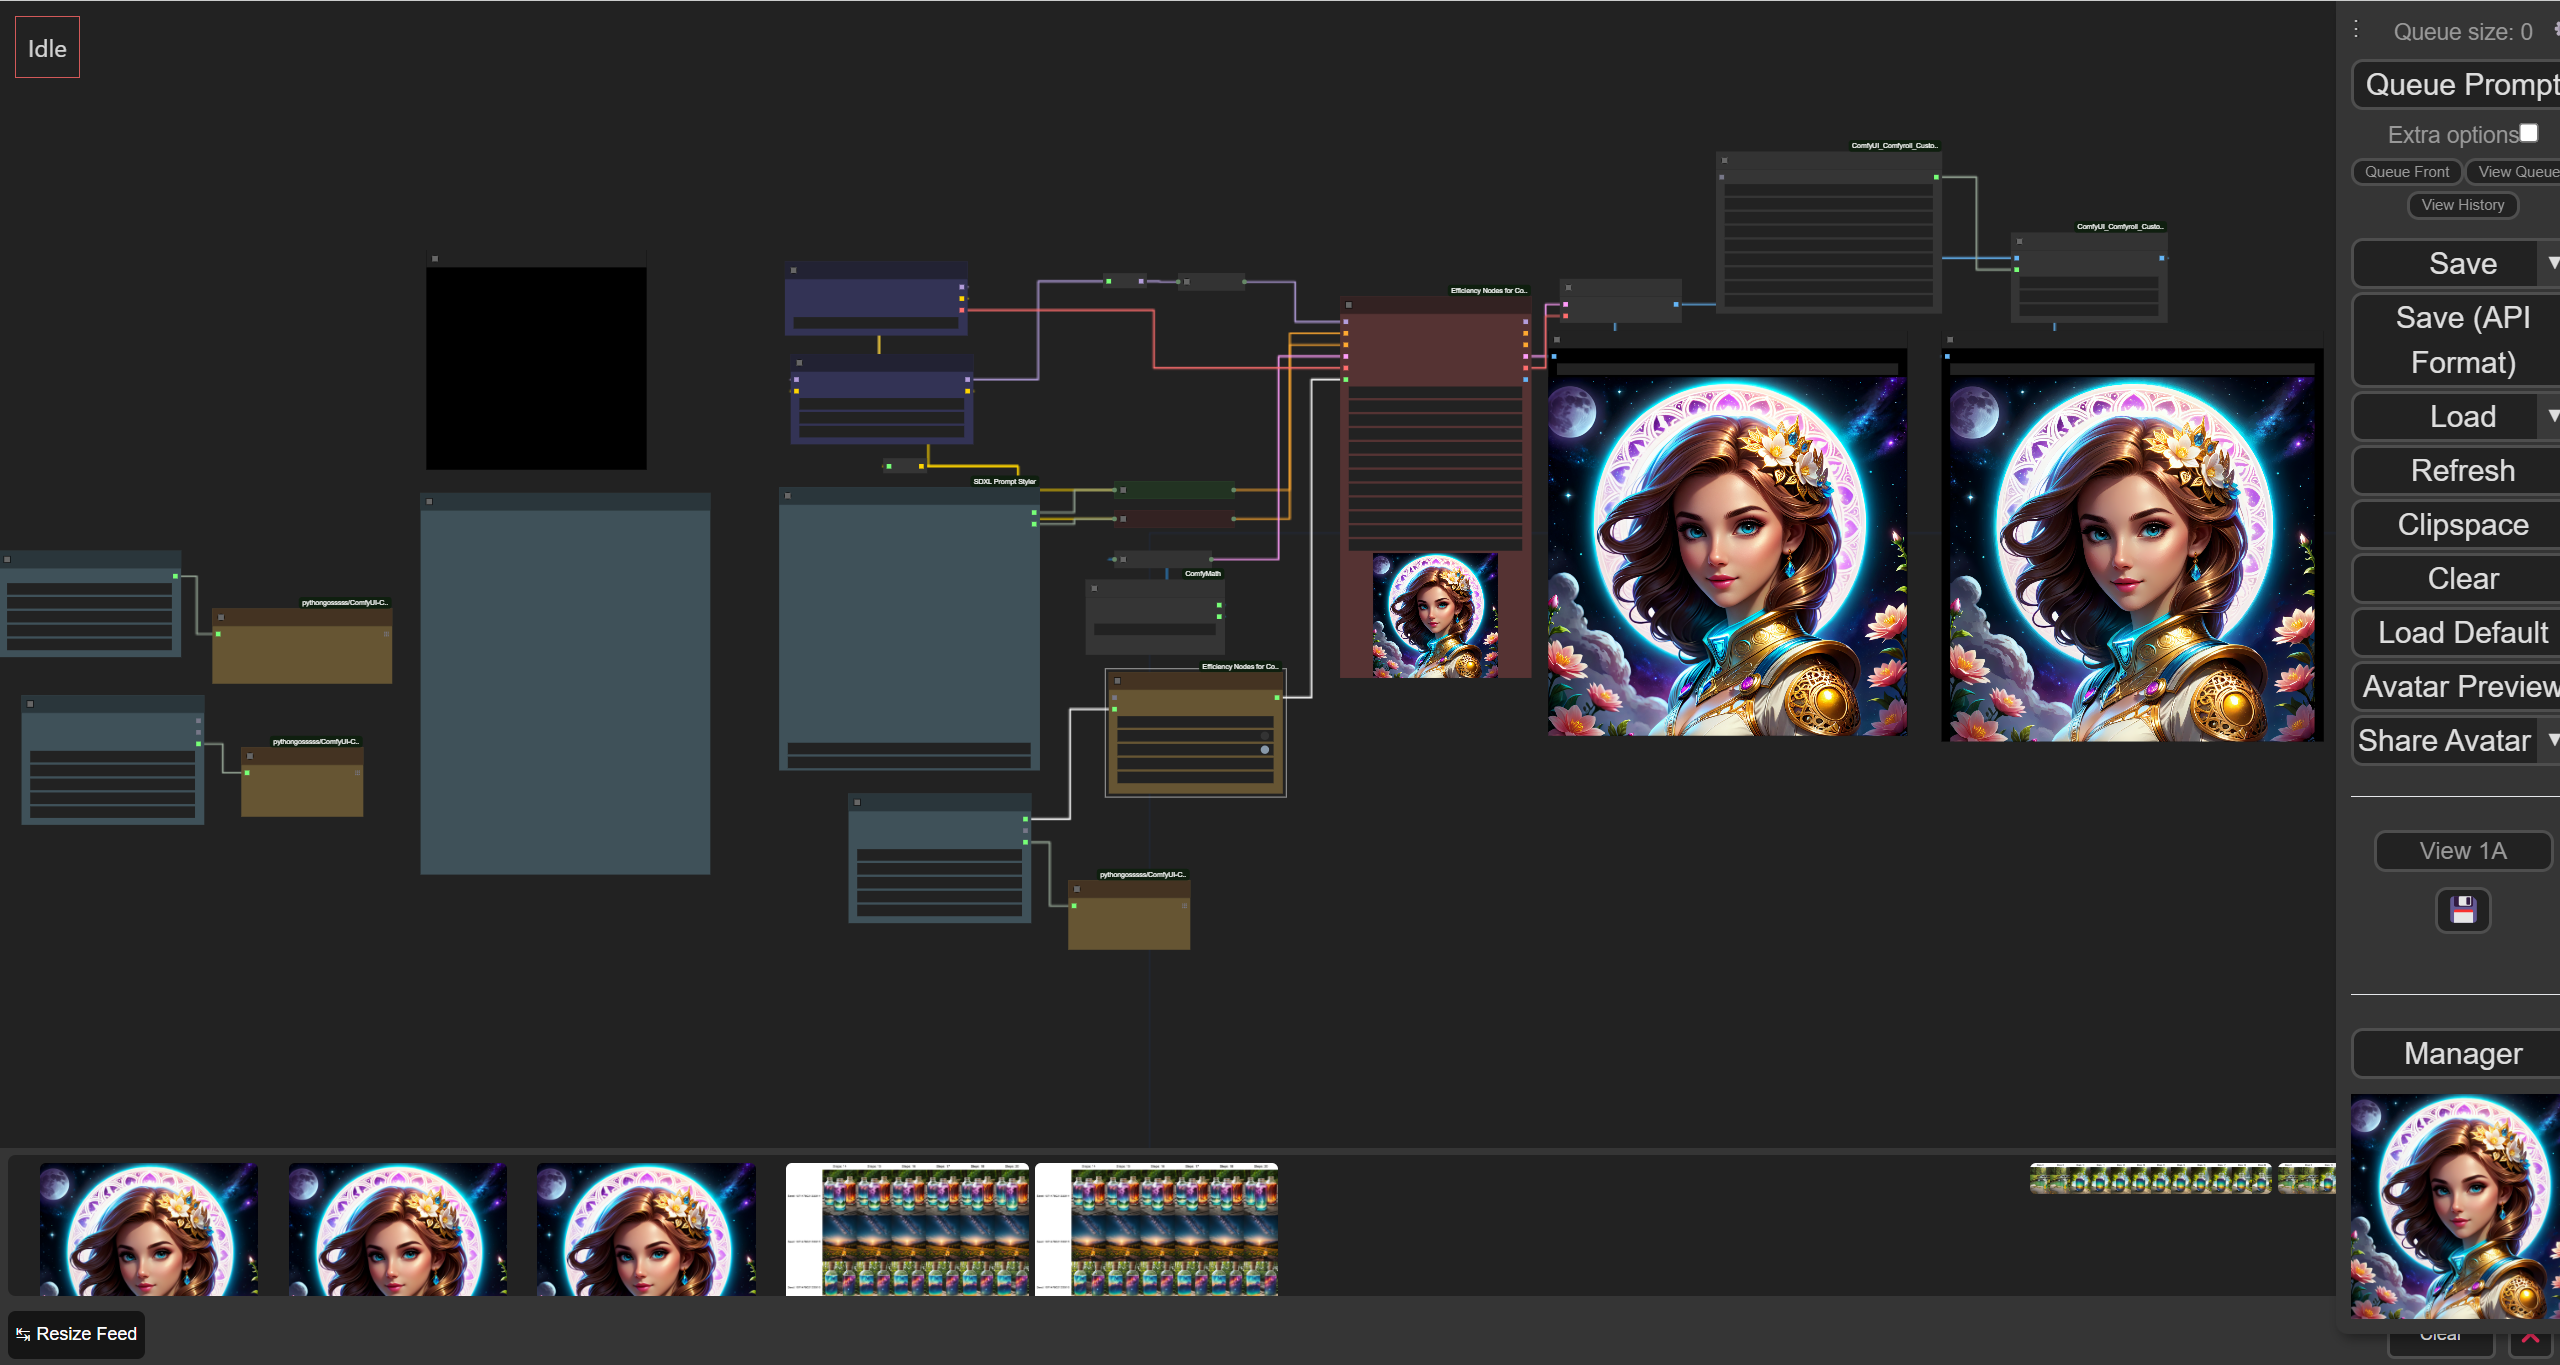 Idle
Queue size: 0
Queue Prompt
Extra options
Queue Front
View Queue
View History
Save
▼
Save (API
Format)
Load
▼
Refresh
Clipspace
Clear
Load Default
Avatar Preview
Share Avatar
▼
View 1A
Manager
ComfyUI_Comfyroll_Custo..
ComfyUI_Comfyroll_Custo..
Efficiency Nodes for Co..
SDXL Prompt Styler
ComfyMath
pythongosssss/ComfyUI-C..
Efficiency Nodes for Co..
pythongosssss/ComfyUI-C..
pythongosssss/ComfyUI-C..
Resize Feed
Clear